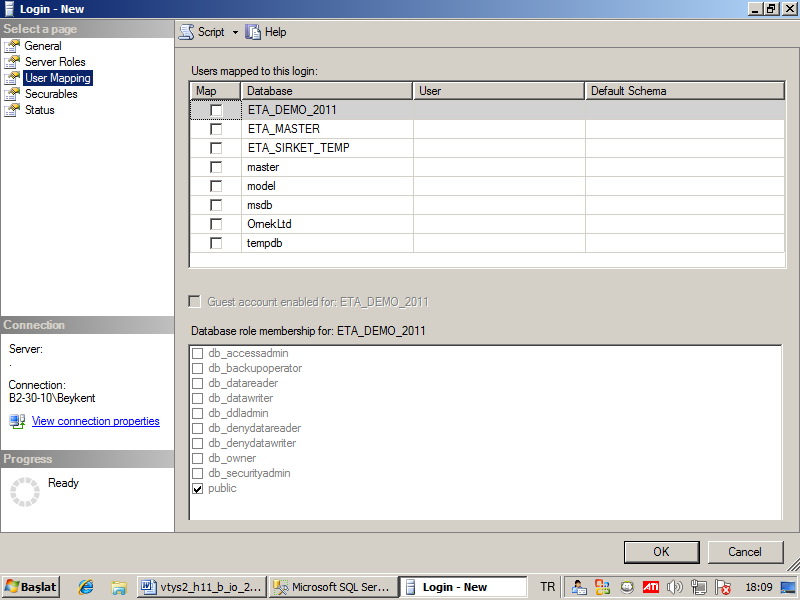 Login - New
Select a page
General
Server Roles
User Mapping
Securables
Status
Connection
Server:
.
Connection:
B2-30-10\Beykent
View connection properties
Progress
Ready
Script
Help
Users mapped to this login:
Map Database User Default Schema
ETA_DEMO_2011
ETA_MASTER
ETA_SIRKET_TEMP
master
model
msdb
OrnekLtd
tempdb
Guest account enabled for: ETA_DEMO_2011
Database role membership for: ETA_DEMO_2011
db_accessadmin
db_backupoperator
db_datareader
db_datawriter
db_ddladmin
db_denydatareader
db_denydatawriter
db_owner
db_securityadmin
public
OK Cancel
Başlat vtys2_h11_b_io_2... Microsoft SQL Ser... Login - New TR ATI 18:09